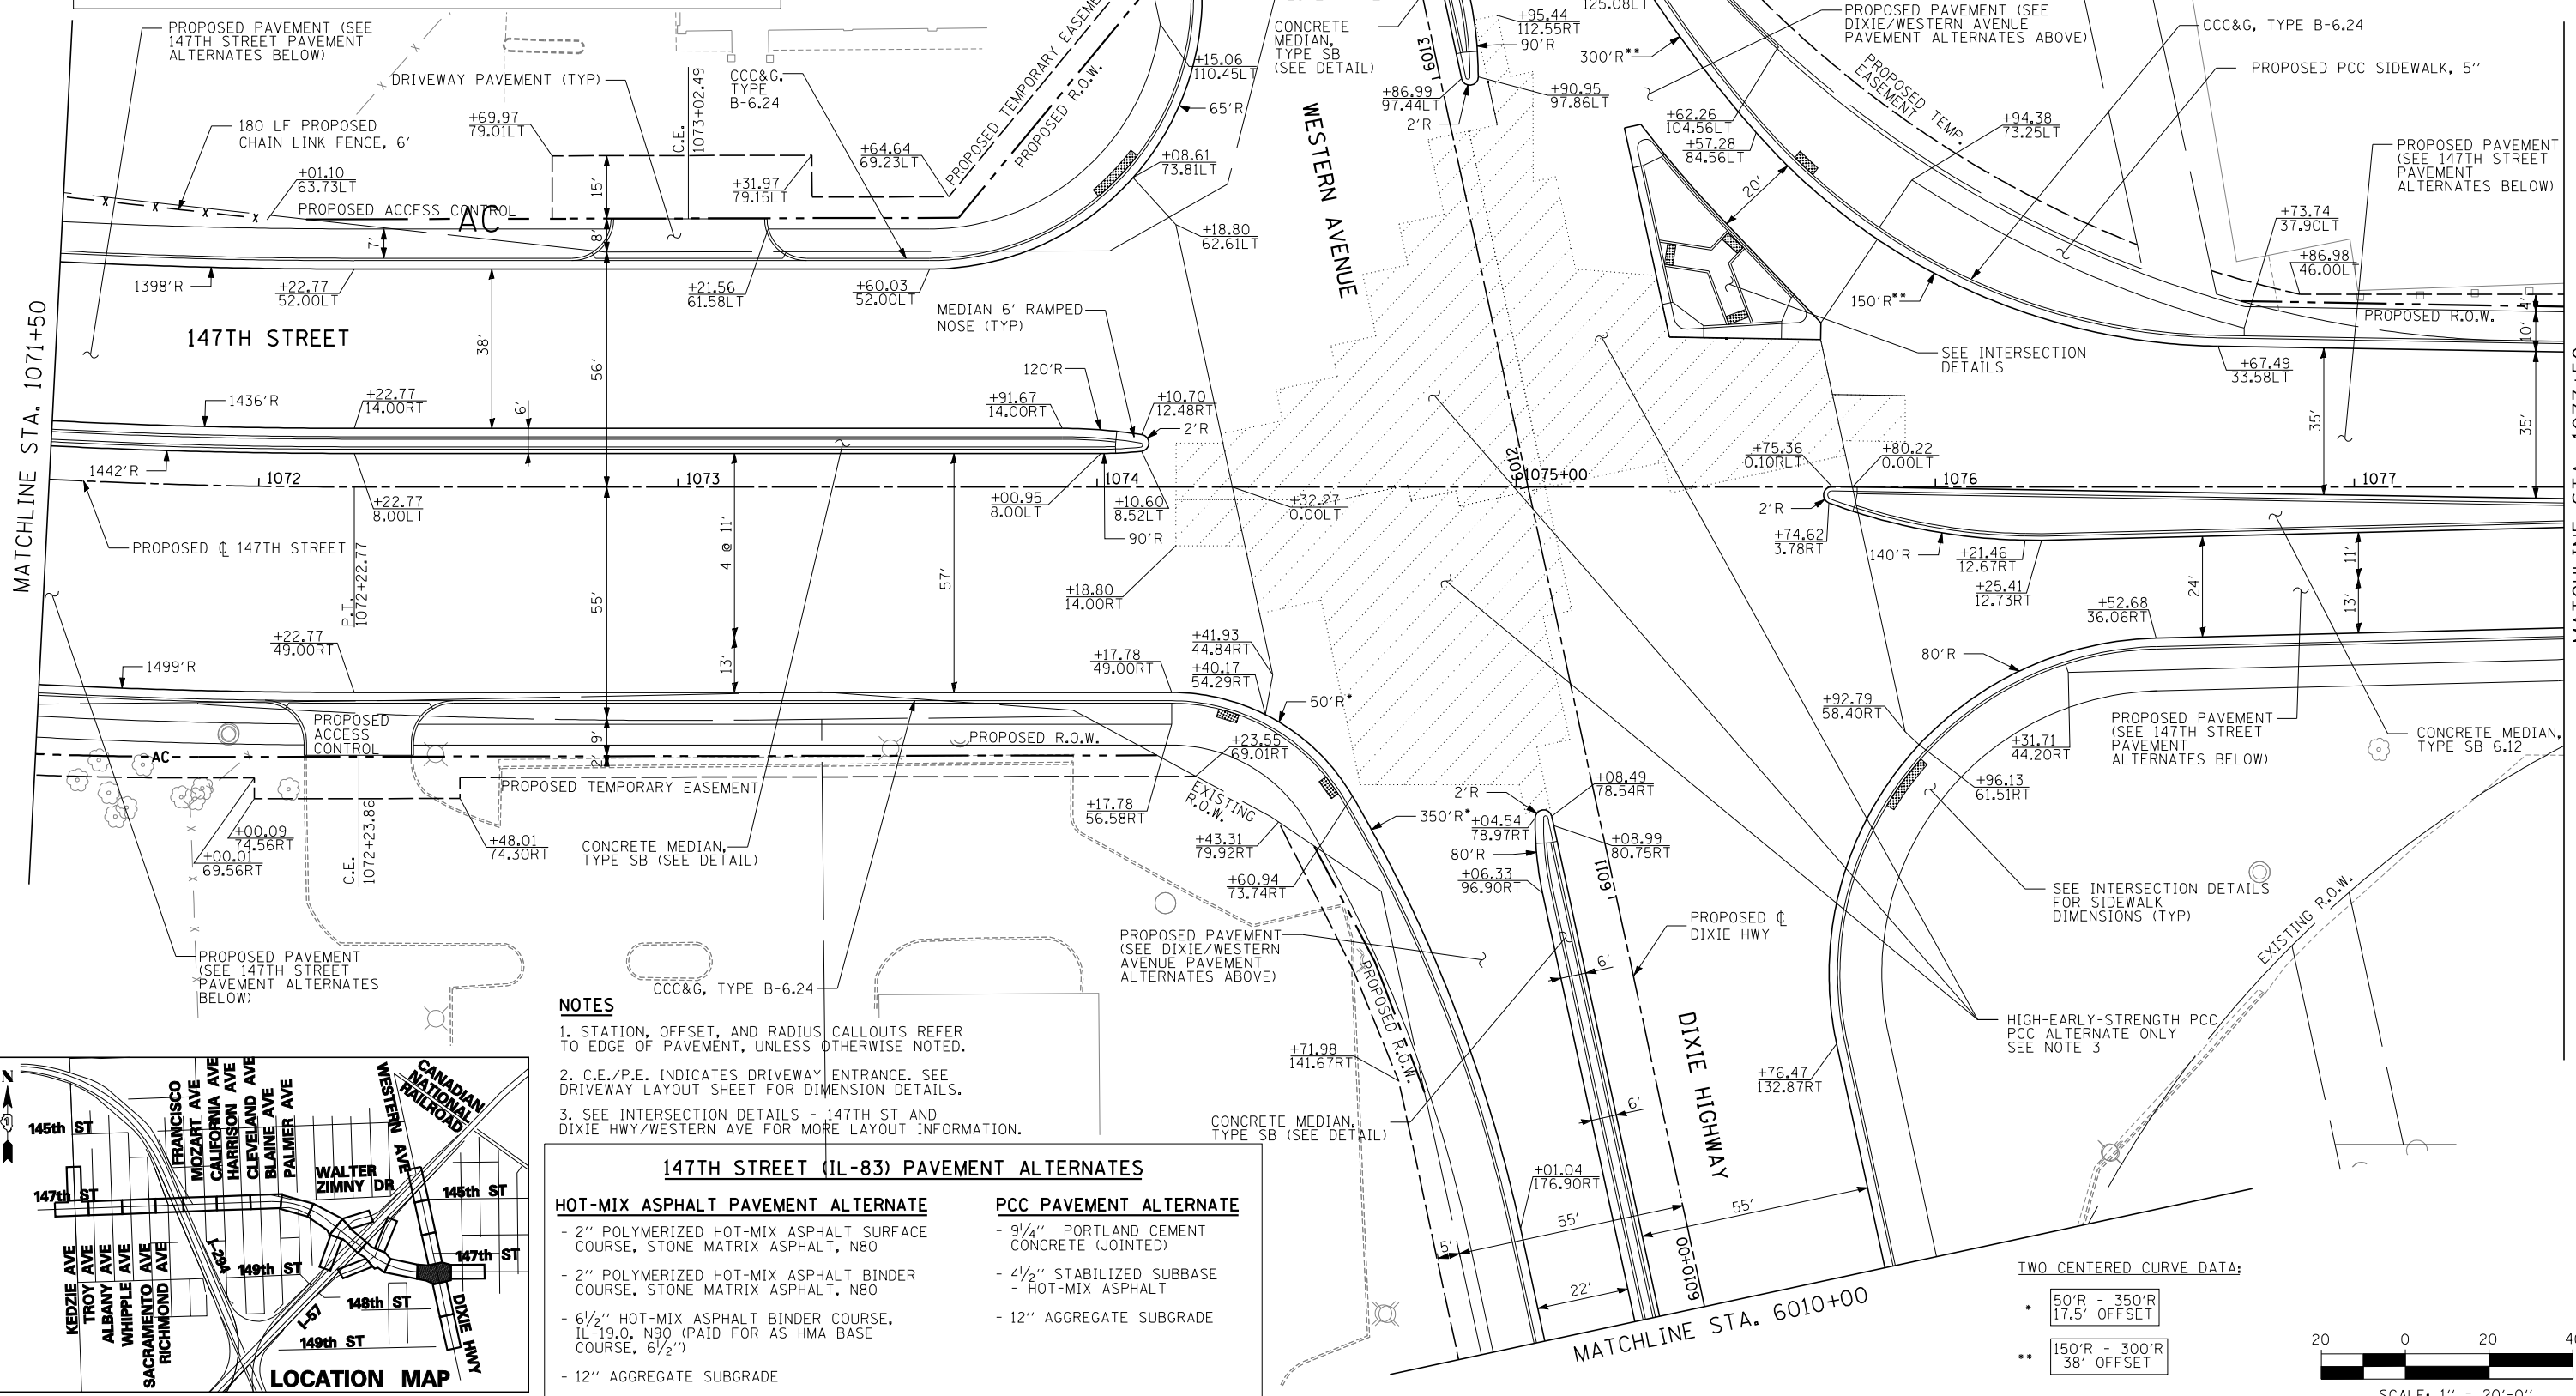 PROPOSED PAVEMENT (SEE
147TH STREET PAVEMENT
ALTERNATES BELOW)
DRIVEWAY PAVEMENT (TYP)
CCC&G,
TYPE
B-6.24
C.E.
1073+02.49
180 LF PROPOSED
CHAIN LINK FENCE, 6'
+69.97
79.01LT
+01.10
63.73LT
PROPOSED ACCESS CONTROL
AC
15'
8'
7'
+31.97
79.15LT
+64.64
69.23LT
PROPOSED R.O.W.
+15.06
110.45LT
65'R
+08.61
73.81LT
+18.80
62.61LT
1398'R
+22.77
52.00LT
+21.56
61.58LT
+60.03
52.00LT
MATCHLINE STA. 1071+50
147TH STREET
38'
56'
MEDIAN 6' RAMPED
NOSE (TYP)
120'R
1436'R
+22.77
14.00RT
6'
+91.67
14.00RT
+10.70
12.48RT
2'R
1442'R
1072
1073
1074
1075+00
1076
1077
+22.77
8.00LT
+00.95
8.00LT
+10.60
8.52LT
90'R
+32.27
0.00LT
PROPOSED ℄ 147TH STREET
P.T.
1072+22.77
4 @ 11'
55'
57'
13'
+18.80
14.00RT
+22.77
49.00RT
1499'R
+17.78
49.00RT
+41.93
44.84RT
+40.17
54.29RT
50'R*
PROPOSED
ACCESS
CONTROL
AC
9'
2'
PROPOSED R.O.W.
+23.55
69.01RT
PROPOSED TEMPORARY EASEMENT
EXISTING
R.O.W.
+17.78
56.58RT
+00.09
74.56RT
+00.01
69.56RT
C.E.
1072+23.86
+48.01
74.30RT
CONCRETE MEDIAN,
TYPE SB (SEE DETAIL)
+43.31
79.92RT
+60.94
73.74RT
350'R*
PROPOSED PAVEMENT
(SEE 147TH STREET
PAVEMENT ALTERNATES
BELOW)
CCC&G, TYPE B-6.24
CONCRETE
MEDIAN,
TYPE SB
(SEE DETAIL)
6013
+95.44
112.55RT
90'R
+86.99
97.44LT
2'R
+90.95
97.86LT
125.08LT
300'R**
WESTERN AVENUE
PROPOSED PAVEMENT (SEE
DIXIE/WESTERN AVENUE
PAVEMENT ALTERNATES ABOVE)
CCC&G, TYPE B-6.24
PROPOSED PCC SIDEWALK, 5''
PROPOSED TEMP.
EASEMENT
+62.26
104.56LT
+57.28
84.56LT
20'
+94.38
73.25LT
PROPOSED PAVEMENT
(SEE 147TH STREET
PAVEMENT
ALTERNATES BELOW)
+73.74
37.90LT
+86.98
46.00LT
150'R**
PROPOSED R.O.W.
4'
10'
SEE INTERSECTION
DETAILS
+67.49
33.58LT
35'
35'
6012
+75.36
0.10RLT
+80.22
0.00LT
2'R
+74.62
3.78RT
140'R
+21.46
12.67RT
+25.41
12.73RT
24'
11'
13'
+52.68
36.06RT
80'R
+92.79
58.40RT
+31.71
44.20RT
+96.13
61.51RT
PROPOSED PAVEMENT
(SEE 147TH STREET
PAVEMENT
ALTERNATES BELOW)
CONCRETE MEDIAN,
TYPE SB 6.12
2'R
+04.54
78.97RT
+08.49
78.54RT
+08.99
80.75RT
80'R
+06.33
96.90RT
6011
PROPOSED ℄
DIXIE HWY
SEE INTERSECTION DETAILS
FOR SIDEWALK
DIMENSIONS (TYP)
EXISTING R.O.W.
PROPOSED PAVEMENT
(SEE DIXIE/WESTERN
AVENUE PAVEMENT
ALTERNATES ABOVE)
PROPOSED R.O.W.
6'
+71.98
141.67RT
CONCRETE MEDIAN,
TYPE SB (SEE DETAIL)
6'
DIXIE HIGHWAY
HIGH-EARLY-STRENGTH PCC
PCC ALTERNATE ONLY
SEE NOTE 3
+76.47
132.87RT
+01.04
176.90RT
55'
55'
5'
22'
6010+00
MATCHLINE STA. 6010+00
NOTES
1. STATION, OFFSET, AND RADIUS CALLOUTS REFER
TO EDGE OF PAVEMENT, UNLESS OTHERWISE NOTED.
2. C.E./P.E. INDICATES DRIVEWAY ENTRANCE. SEE
DRIVEWAY LAYOUT SHEET FOR DIMENSION DETAILS.
3. SEE INTERSECTION DETAILS - 147TH ST AND
DIXIE HWY/WESTERN AVE FOR MORE LAYOUT INFORMATION.
147TH STREET (IL-83) PAVEMENT ALTERNATES
HOT-MIX ASPHALT PAVEMENT ALTERNATE
- 2'' POLYMERIZED HOT-MIX ASPHALT SURFACE
COURSE, STONE MATRIX ASPHALT, N80
- 2'' POLYMERIZED HOT-MIX ASPHALT BINDER
COURSE, STONE MATRIX ASPHALT, N80
- 6½'' HOT-MIX ASPHALT BINDER COURSE,
IL-19.0, N90 (PAID FOR AS HMA BASE
COURSE, 6½'')
- 12'' AGGREGATE SUBGRADE
PCC PAVEMENT ALTERNATE
- 9¼'' PORTLAND CEMENT
CONCRETE (JOINTED)
- 4½'' STABILIZED SUBBASE
- HOT-MIX ASPHALT
- 12'' AGGREGATE SUBGRADE
N
145th ST
147th ST
FRANCISCO
MOZART AVE
CALIFORNIA AVE
HARRISON AVE
CLEVELAND AVE
BLAINE AVE
PALMER AVE
WALTER
ZIMNY DR
WESTERN AVE
CANADIAN
NATIONAL
RAILROAD
145th ST
147th ST
KEDZIE AVE
TROY AVE
ALBANY AVE
WHIPPLE AVE
SACRAMENTO AVE
RICHMOND AVE
I-294
149th ST
I-57
148th ST
149th ST
DIXIE HWY
LOCATION MAP
TWO CENTERED CURVE DATA:
* 50'R - 350'R
17.5' OFFSET
** 150'R - 300'R
38' OFFSET
20 0 20
SCALE: 1'' = 20'-0''